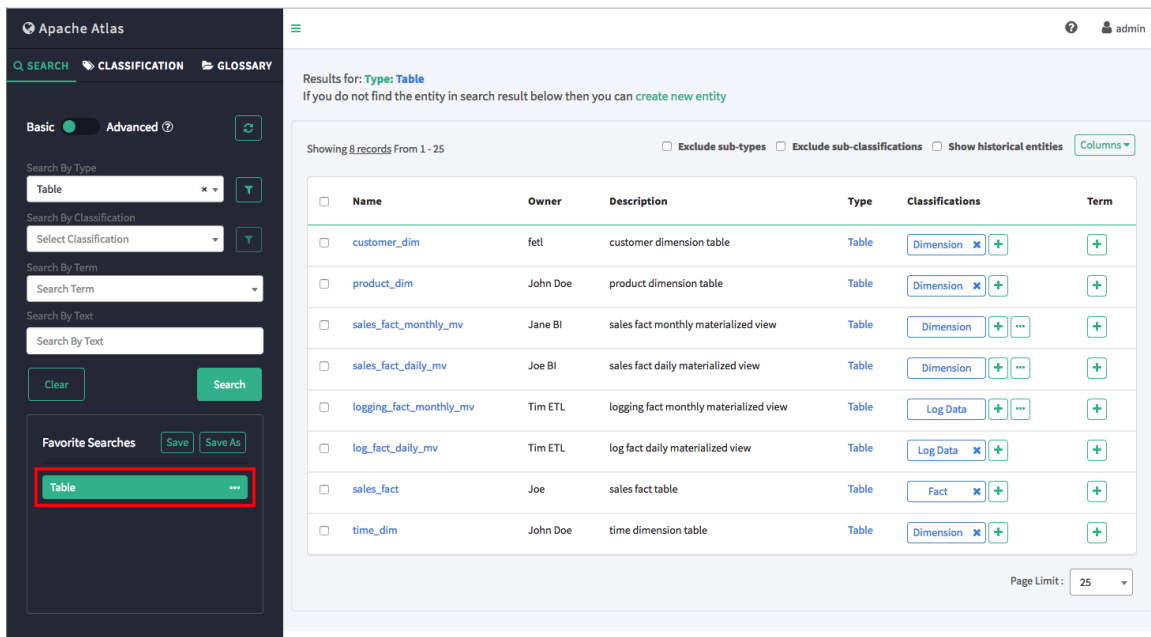 Apache Atlas
admin
SEARCH CLASSIFICATION GLOSSARY
Results for: Type: Table
If you do not find the entity in search result below then you can create new entity
Basic Advanced
Showing 8 records From 1 - 25
Exclude sub-types Exclude sub-classifications Show historical entities Columns
Search By Type
Table
Search By Classification
Select Classification
Search By Term
Search Term
Search By Text
Search By Text
Clear Search
Favorite Searches Save Save As
Table
Name Owner Description Type Classifications Term
customer_dim fetl customer dimension table Table Dimension
product_dim John Doe product dimension table Table Dimension
sales_fact_monthly_mv Jane BI sales fact monthly materialized view Table Dimension
sales_fact_daily_mv Joe BI sales fact daily materialized view Table Dimension
logging_fact_monthly_mv Tim ETL logging fact monthly materialized view Table Log Data
log_fact_daily_mv Tim ETL log fact daily materialized view Table Log Data
sales_fact Joe sales fact table Table Fact
time_dim John Doe time dimension table Table Dimension
Page Limit : 25